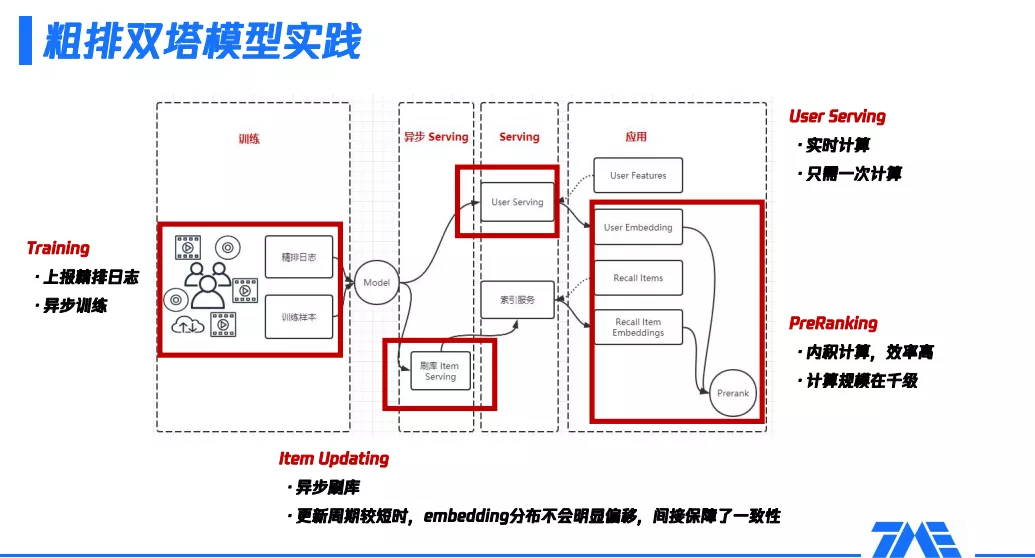 粗排双塔模型实践
训练
异步 Serving
Serving
应用
User Serving
·实时计算
·只需一次计算
User Features
User Serving
User Embedding
Training
·上报精排日志
·异步训练
精排日志
训练样本
Model
索引服务
Recall Items
Recall Item
Embeddings
刷库 Item
Serving
Prerank
PreRanking
·内积计算，效率高
·计算规模在千级
Item Updating
·异步刷库
·更新周期较短时，embedding分布不会明显偏移，间接保障了一致性
TME